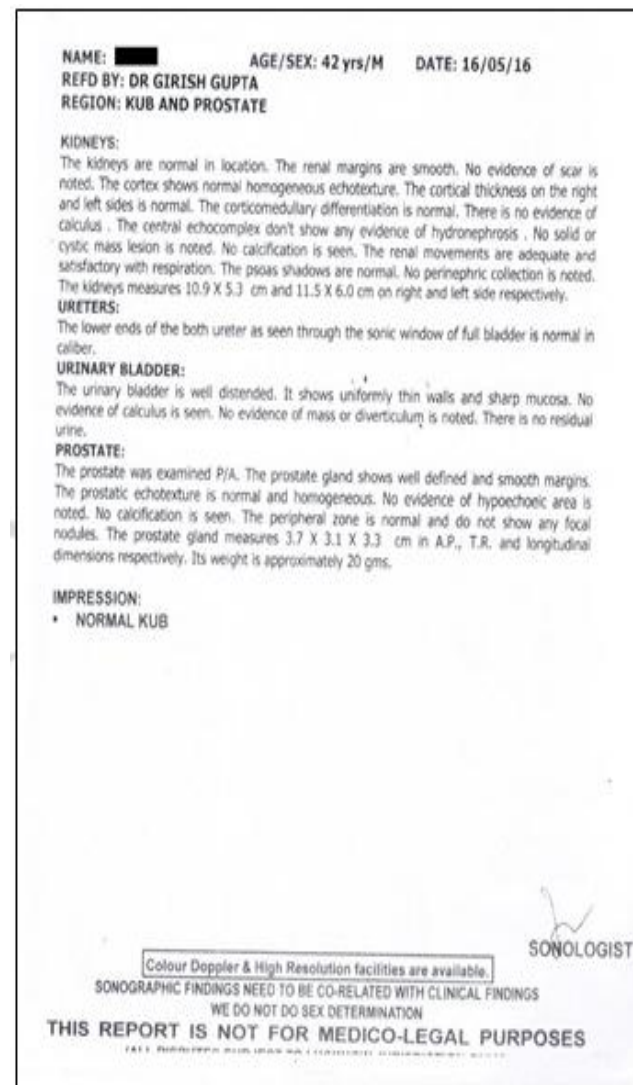 NAME: AGE/SEX: 42 yrs/M DATE: 16/05/16
REFD BY: DR GIRISH GUPTA
REGION: KUB AND PROSTATE
KIDNEYS:
The kidneys are normal in location. The renal margins are smooth. No evidence of scar is
noted. The cortex shows normal homogeneous echotexture. The cortical thickness on the right
and left sides is normal. The corticomedullary differentiation is normal. There is no evidence of
calculus . The central echocomplex don't show any evidence of hydronephrosis . No solid or
cystic mass lesion is noted. No calcification is seen. The renal movements are adequate and
satisfactory with respiration. The psoas shadows are normal. No perinephric collection is noted.
The kidneys measures 10.9 X 5.3 cm and 11.5 X 6.0 cm on right and left side respectively.
URETERS:
The lower ends of the both ureter as seen through the sonic window of full bladder is normal in
caliber.
URINARY BLADDER:
The urinary bladder is well distended. It shows uniformly thin walls and sharp mucosa. No
evidence of calculus is seen. No evidence of mass or diverticulum is noted. There is no residual
urine.
PROSTATE:
The prostate was examined P/A. The prostate gland shows well defined and smooth margins.
The prostatic echotexture is normal and homogeneous. No evidence of hypoechoeic area is
noted. No calcification is seen. The peripheral zone is normal and do not show any focal
nodules. The prostate gland measures 3.7 X 3.1 X 3.3 cm in A.P., T.R. and longitudinal
dimensions respectively. Its weight is approximately 20 gms.
IMPRESSION:
• NORMAL KUB
SONOLOGIST
Colour Doppler & High Resolution facilities are available.
SONOGRAPHIC FINDINGS NEED TO BE CO-RELATED WITH CLINICAL FINDINGS
WE DO NOT DO SEX DETERMINATION
THIS REPORT IS NOT FOR MEDICO-LEGAL PURPOSES